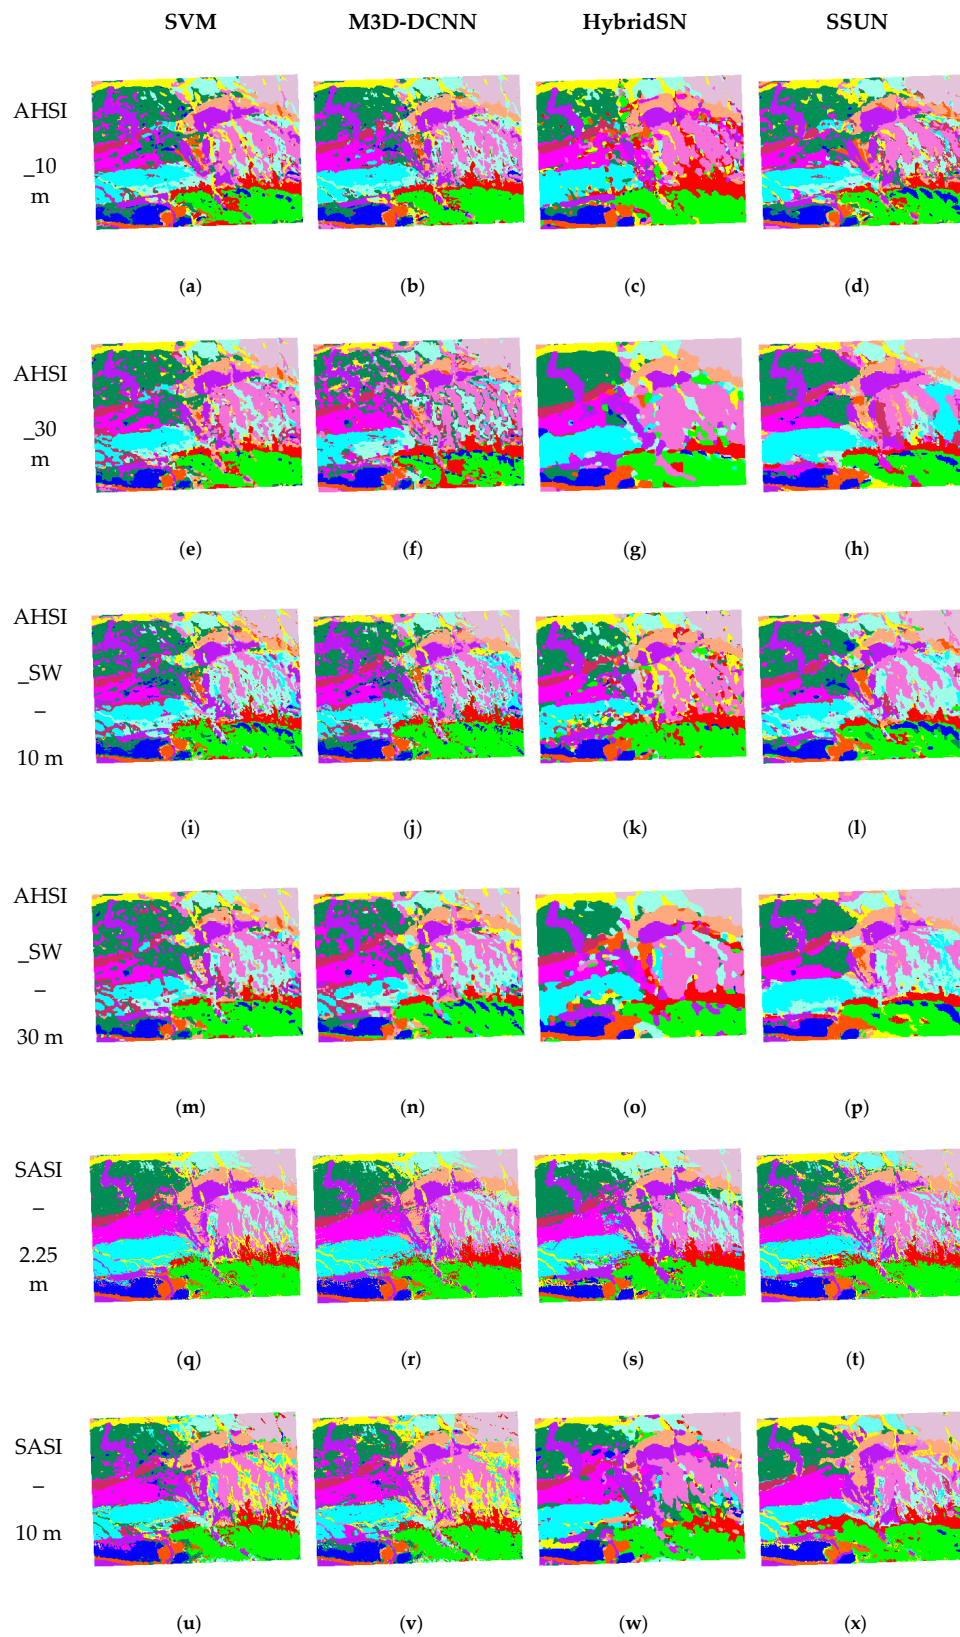 SVM M3D-DCNN HybridSN SSUN
AHSI
_10
m
(a) (b) (c) (d)
AHSI
_30
m
(e) (f) (g) (h)
AHSI
_SW
_
10 m
(i) (j) (k) (l)
AHSI
_SW
_
30 m
(m) (n) (o) (p)
SASI
_
2.25
m
(q) (r) (s) (t)
SASI
_
10 m
(u) (v) (w) (x)